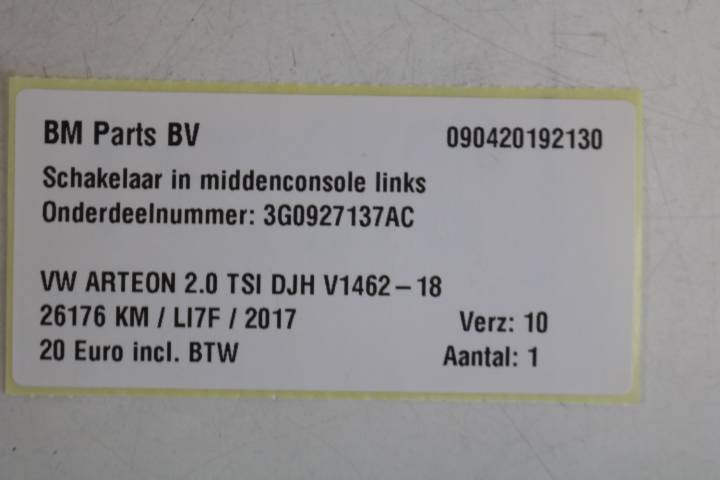 BM Parts BV 090420192130
Schakelaar in middenconsole links
Onderdeelnummer: 3G0927137AC
VW ARTEON 2.0 TSI DJH V1462-18
26176 KM / LI7F / 2017 Verz: 10
20 Euro incl. BTW Aantal: 1